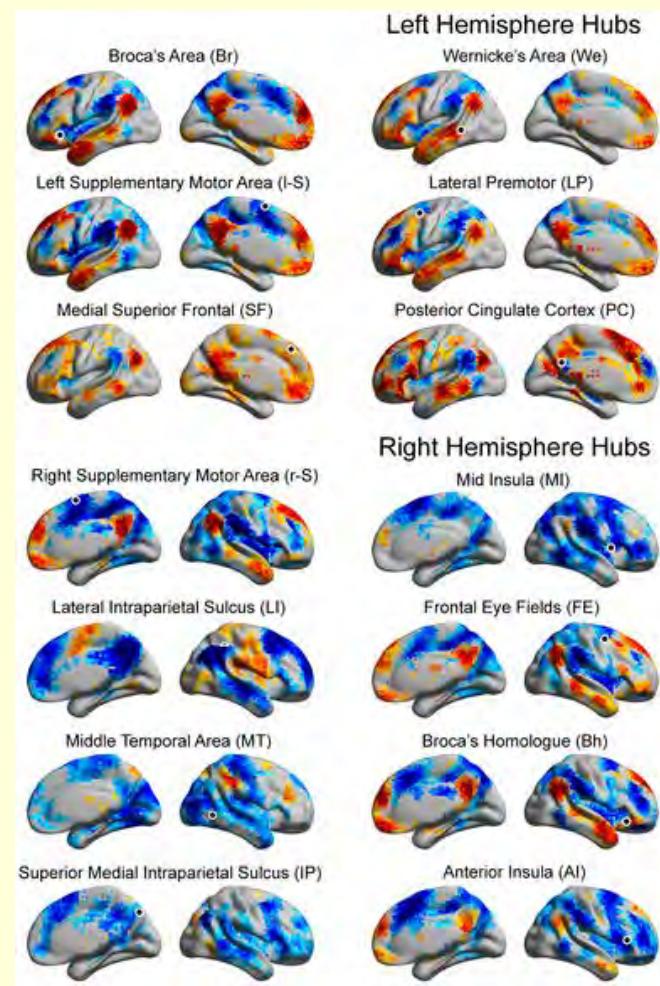 Left Hemisphere Hubs
Broca's Area (Br)
Wernicke's Area (We)
Left Supplementary Motor Area (l-S)
Lateral Premotor (LP)
Medial Superior Frontal (SF)
Posterior Cingulate Cortex (PC)
Right Hemisphere Hubs
Right Supplementary Motor Area (r-S)
Mid Insula (MI)
Lateral Intraparietal Sulcus (LI)
Frontal Eye Fields (FE)
Middle Temporal Area (MT)
Broca's Homologue (Bh)
Superior Medial Intraparietal Sulcus (IP)
Anterior Insula (AI)